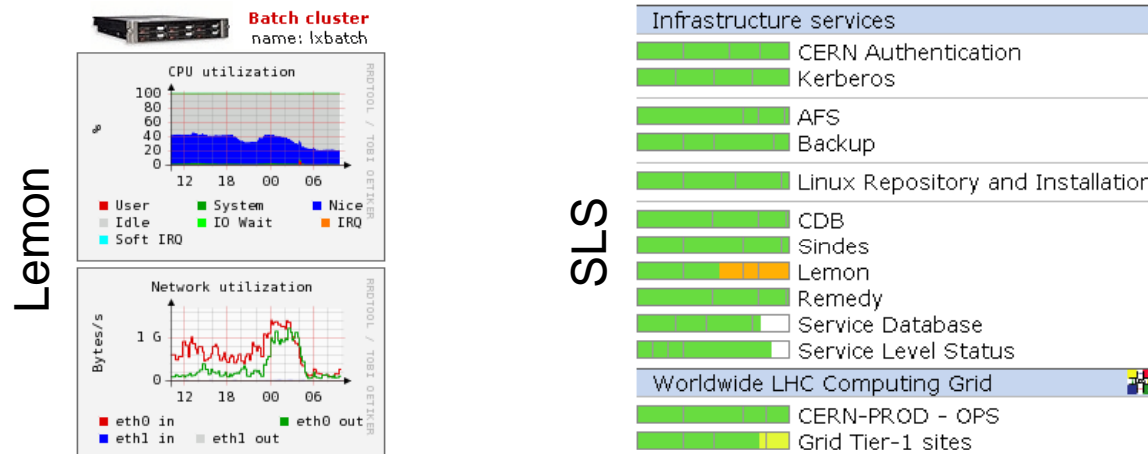 Lemon
Batch cluster
name: lxbatch
CPU utilization
RRDTOOL / TOBI OETIKER
%
100
80
60
40
20
0
12 18 00 06
User System Nice
Idle IO Wait IRQ
Soft IRQ
Network utilization
RRDTOOL / TOBI OETIKER
Bytes/s
1 G
0
12 18 00 06
eth0 in eth0 out
eth1 in eth1 out
SLS
Infrastructure services
CERN Authentication
Kerberos
AFS
Backup
Linux Repository and Installation
CDB
Sindes
Lemon
Remedy
Service Database
Service Level Status
Worldwide LHC Computing Grid
CERN-PROD - OPS
Grid Tier-1 sites